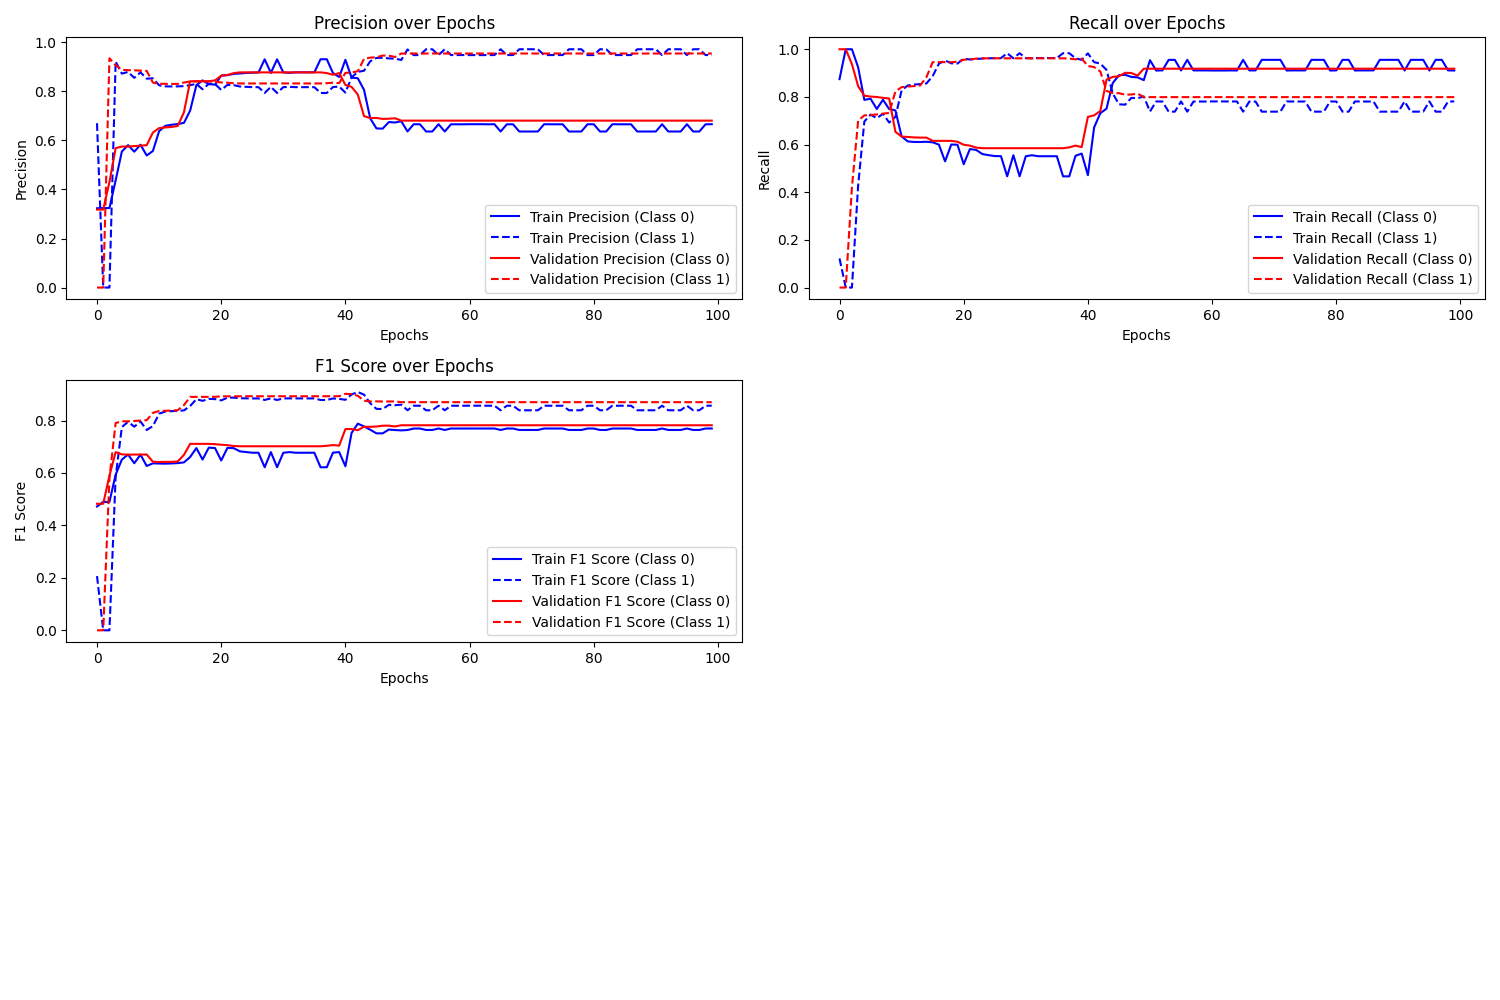 Precision over Epochs
1.0
0.8
0.6
0.4
0.2
0.0
Precision
0 20 40 60 80 100
Epochs
Train Precision (Class 0)
Train Precision (Class 1)
Validation Precision (Class 0)
Validation Precision (Class 1)
Recall over Epochs
1.0
0.8
0.6
0.4
0.2
0.0
Recall
0 20 40 60 80 100
Epochs
Train Recall (Class 0)
Train Recall (Class 1)
Validation Recall (Class 0)
Validation Recall (Class 1)
F1 Score over Epochs
0.8
0.6
0.4
0.2
0.0
F1 Score
0 20 40 60 80 100
Epochs
Train F1 Score (Class 0)
Train F1 Score (Class 1)
Validation F1 Score (Class 0)
Validation F1 Score (Class 1)